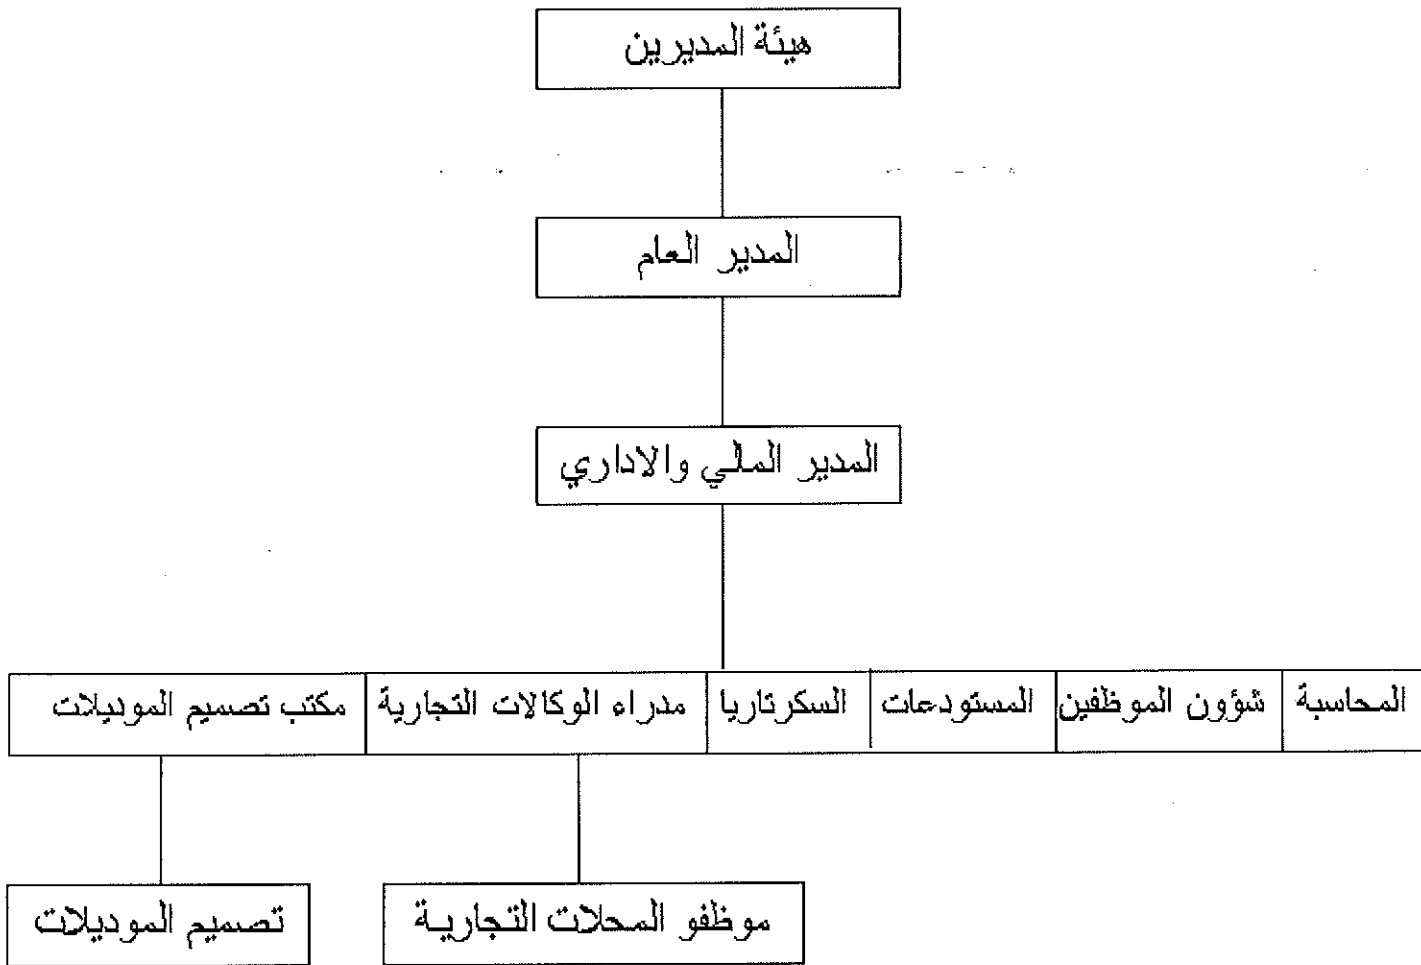 هيئة المديرين
المدير العام
المدير المالي والاداري
المحاسبة
شؤون الموظفين
المستودعات
السكرتاريا
مدراء الوكالات التجارية
مكتب تصميم الموديلات
موظفو المحلات التجارية
تصميم الموديلات